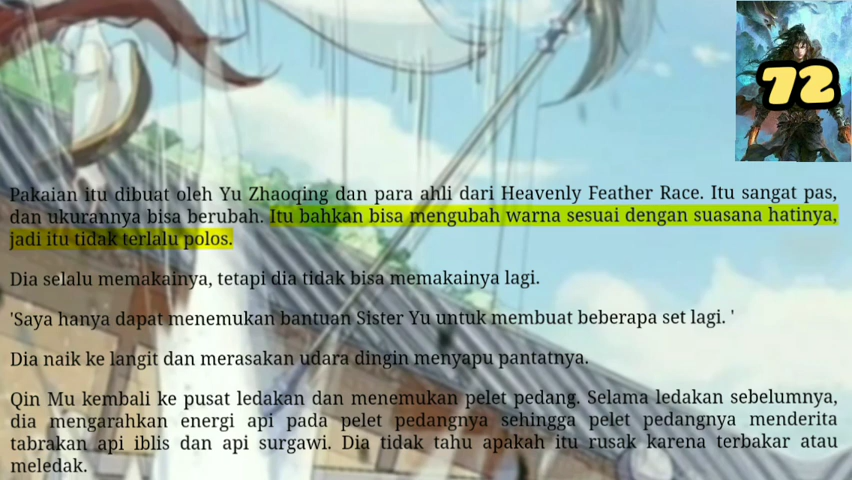 72
Pakaian itu dibuat oleh Yu Zhaoqing dan para ahli dari Heavenly Feather Race. Itu sangat pas,
dan ukurannya bisa berubah. Itu bahkan bisa mengubah warna sesuai dengan suasana hatinya,
jadi itu tidak terlalu polos.
Dia selalu memakainya, tetapi dia tidak bisa memakainya lagi.
'Saya hanya dapat menemukan bantuan Sister Yu untuk membuat beberapa set lagi. '
Dia naik ke langit dan merasakan udara dingin menyapu pantatnya.
Qin Mu kembali ke pusat ledakan dan menemukan pelet pedang. Selama ledakan sebelumnya,
dia mengarahkan energi api pada pelet pedangnya sehingga pelet pedangnya menderita
tabrakan api iblis dan api surgawi. Dia tidak tahu apakah itu rusak karena terbakar atau
meledak.